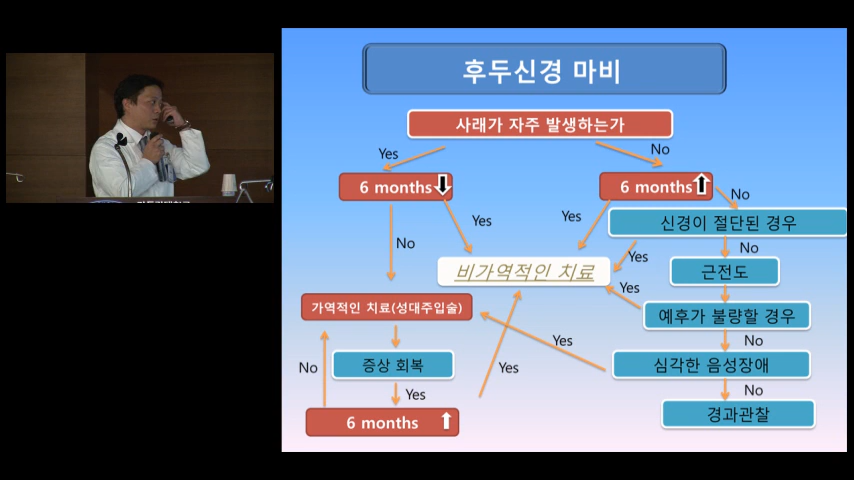 후두신경 마비
사래가 자주 발생하는가
Yes
No
6 months
6 months
No
Yes
Yes
신경이 절단된 경우
No
No
Yes
비가역적인 치료
근전도
Yes
가역적인 치료(성대주입술)
예후가 불량할 경우
Yes
No
증상 회복
심각한 음성장애
No
Yes
Yes
No
6 months
경과관찰